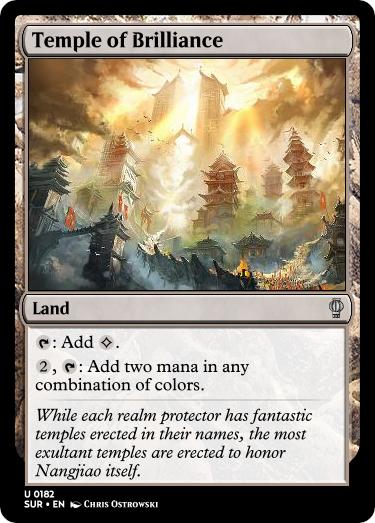 Temple of Brilliance
Land
: Add .
2, : Add two mana in any
combination of colors.
While each realm protector has fantastic
temples erected in their names, the most
exultant temples are erected to honor
Nangjiao itself.
U 0182
SUR • EN Chris Ostrowski